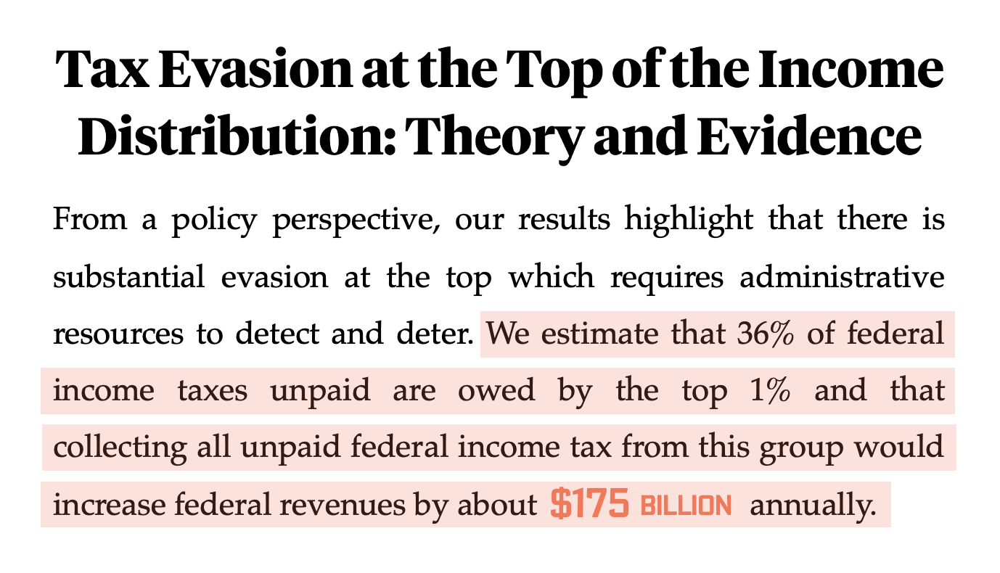 Tax Evasion at the Top of the Income
Distribution: Theory and Evidence
From a policy perspective, our results highlight that there is
substantial evasion at the top which requires administrative
resources to detect and deter. We estimate that 36% of federal
income taxes unpaid are owed by the top 1% and that
collecting all unpaid federal income tax from this group would
increase federal revenues by about $175 BILLION annually.